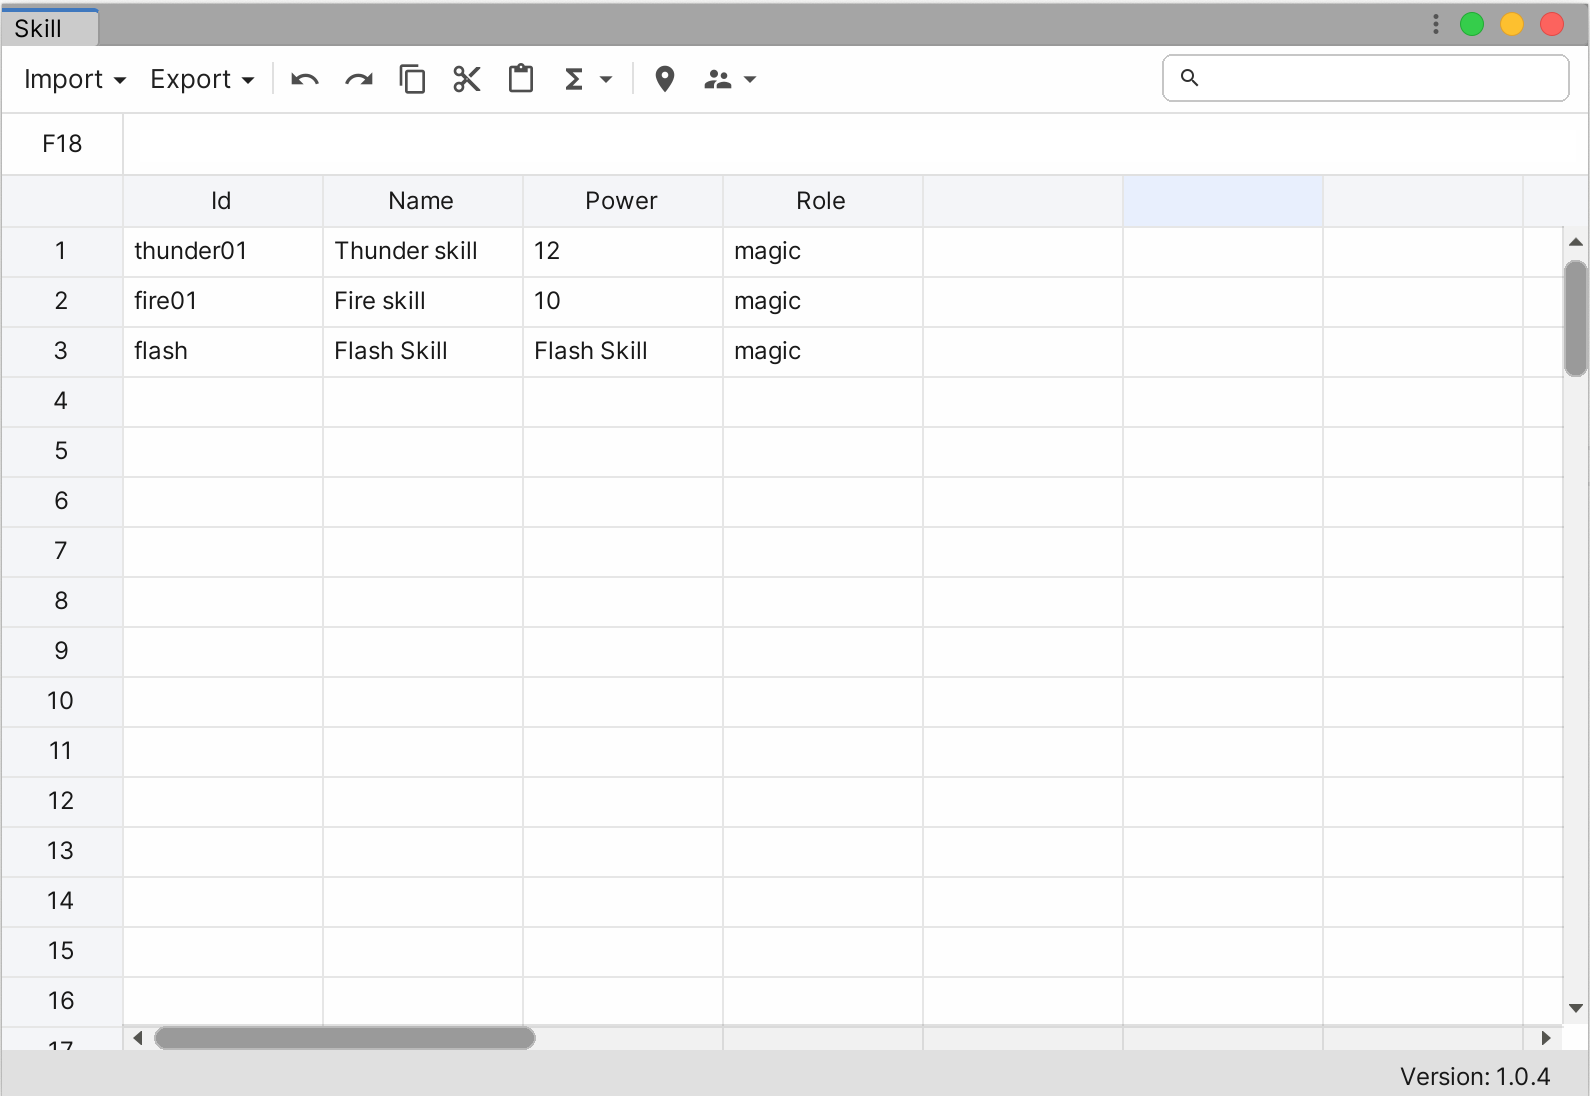 Skill
Import Export
F18
Id Name Power Role
1 thunder01 Thunder skill 12 magic
2 fire01 Fire skill 10 magic
3 flash Flash Skill Flash Skill magic
4
5
6
7
8
9
10
11
12
13
14
15
16
17
Version: 1.0.4